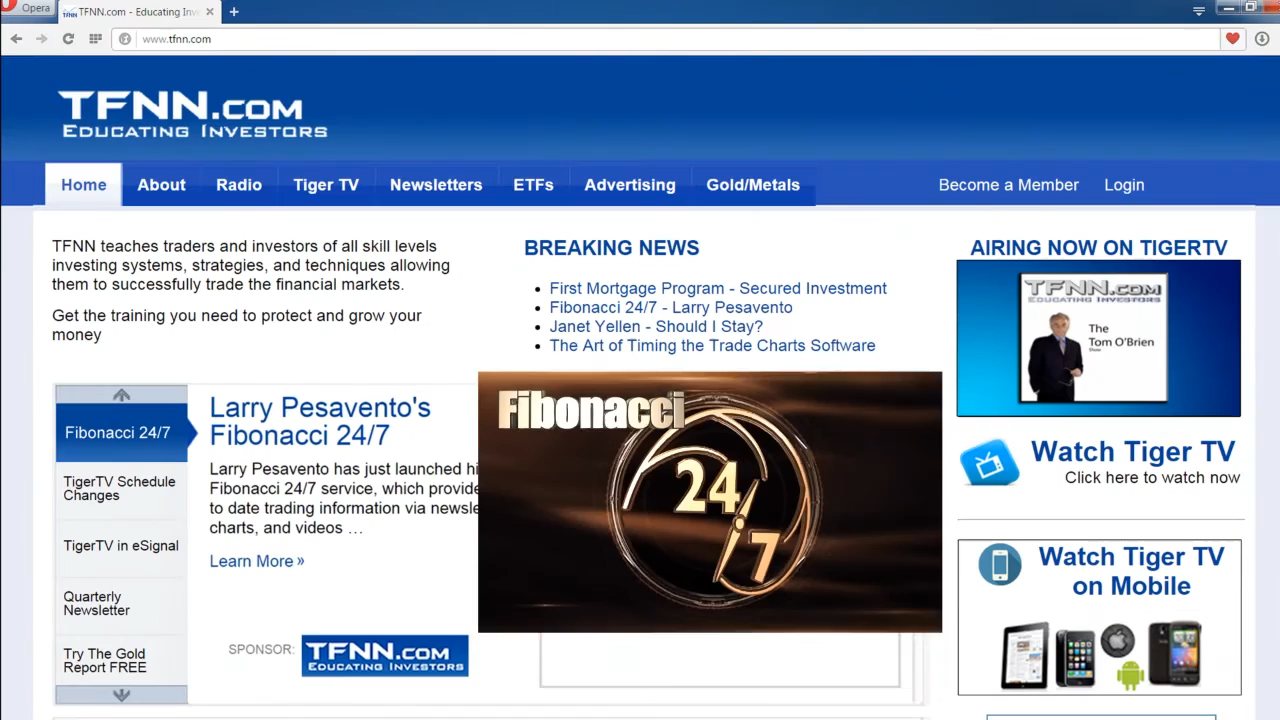 Opera
TFNN.com - Educating Inv
www.tfnn.com
TFNN.COM
EDUCATING INVESTORS
Home
About
Radio
Tiger TV
Newsletters
ETFs
Advertising
Gold/Metals
Become a Member
Login
TFNN teaches traders and investors of all skill levels
investing systems, strategies, and techniques allowing
them to successfully trade the financial markets.
Get the training you need to protect and grow your
money
BREAKING NEWS
First Mortgage Program - Secured Investment
Fibonacci 24/7 - Larry Pesavento
Janet Yellen - Should I Stay?
The Art of Timing the Trade Charts Software
AIRING NOW ON TIGERTV
TFNN.COM
EDUCATING INVESTORS
The
Tom O'Brien
Show
Watch Tiger TV
Click here to watch now
Watch Tiger TV
on Mobile
Fibonacci 24/7
TigerTV Schedule
Changes
TigerTV in eSignal
Quarterly
Newsletter
Try The Gold
Report FREE
Larry Pesavento's
Fibonacci 24/7
Larry Pesavento has just launched hi
Fibonacci 24/7 service, which provide
to date trading information via newsle
charts, and videos …
Learn More »
SPONSOR:
TFNN.COM
EDUCATING INVESTORS
Fibonacci
24
7